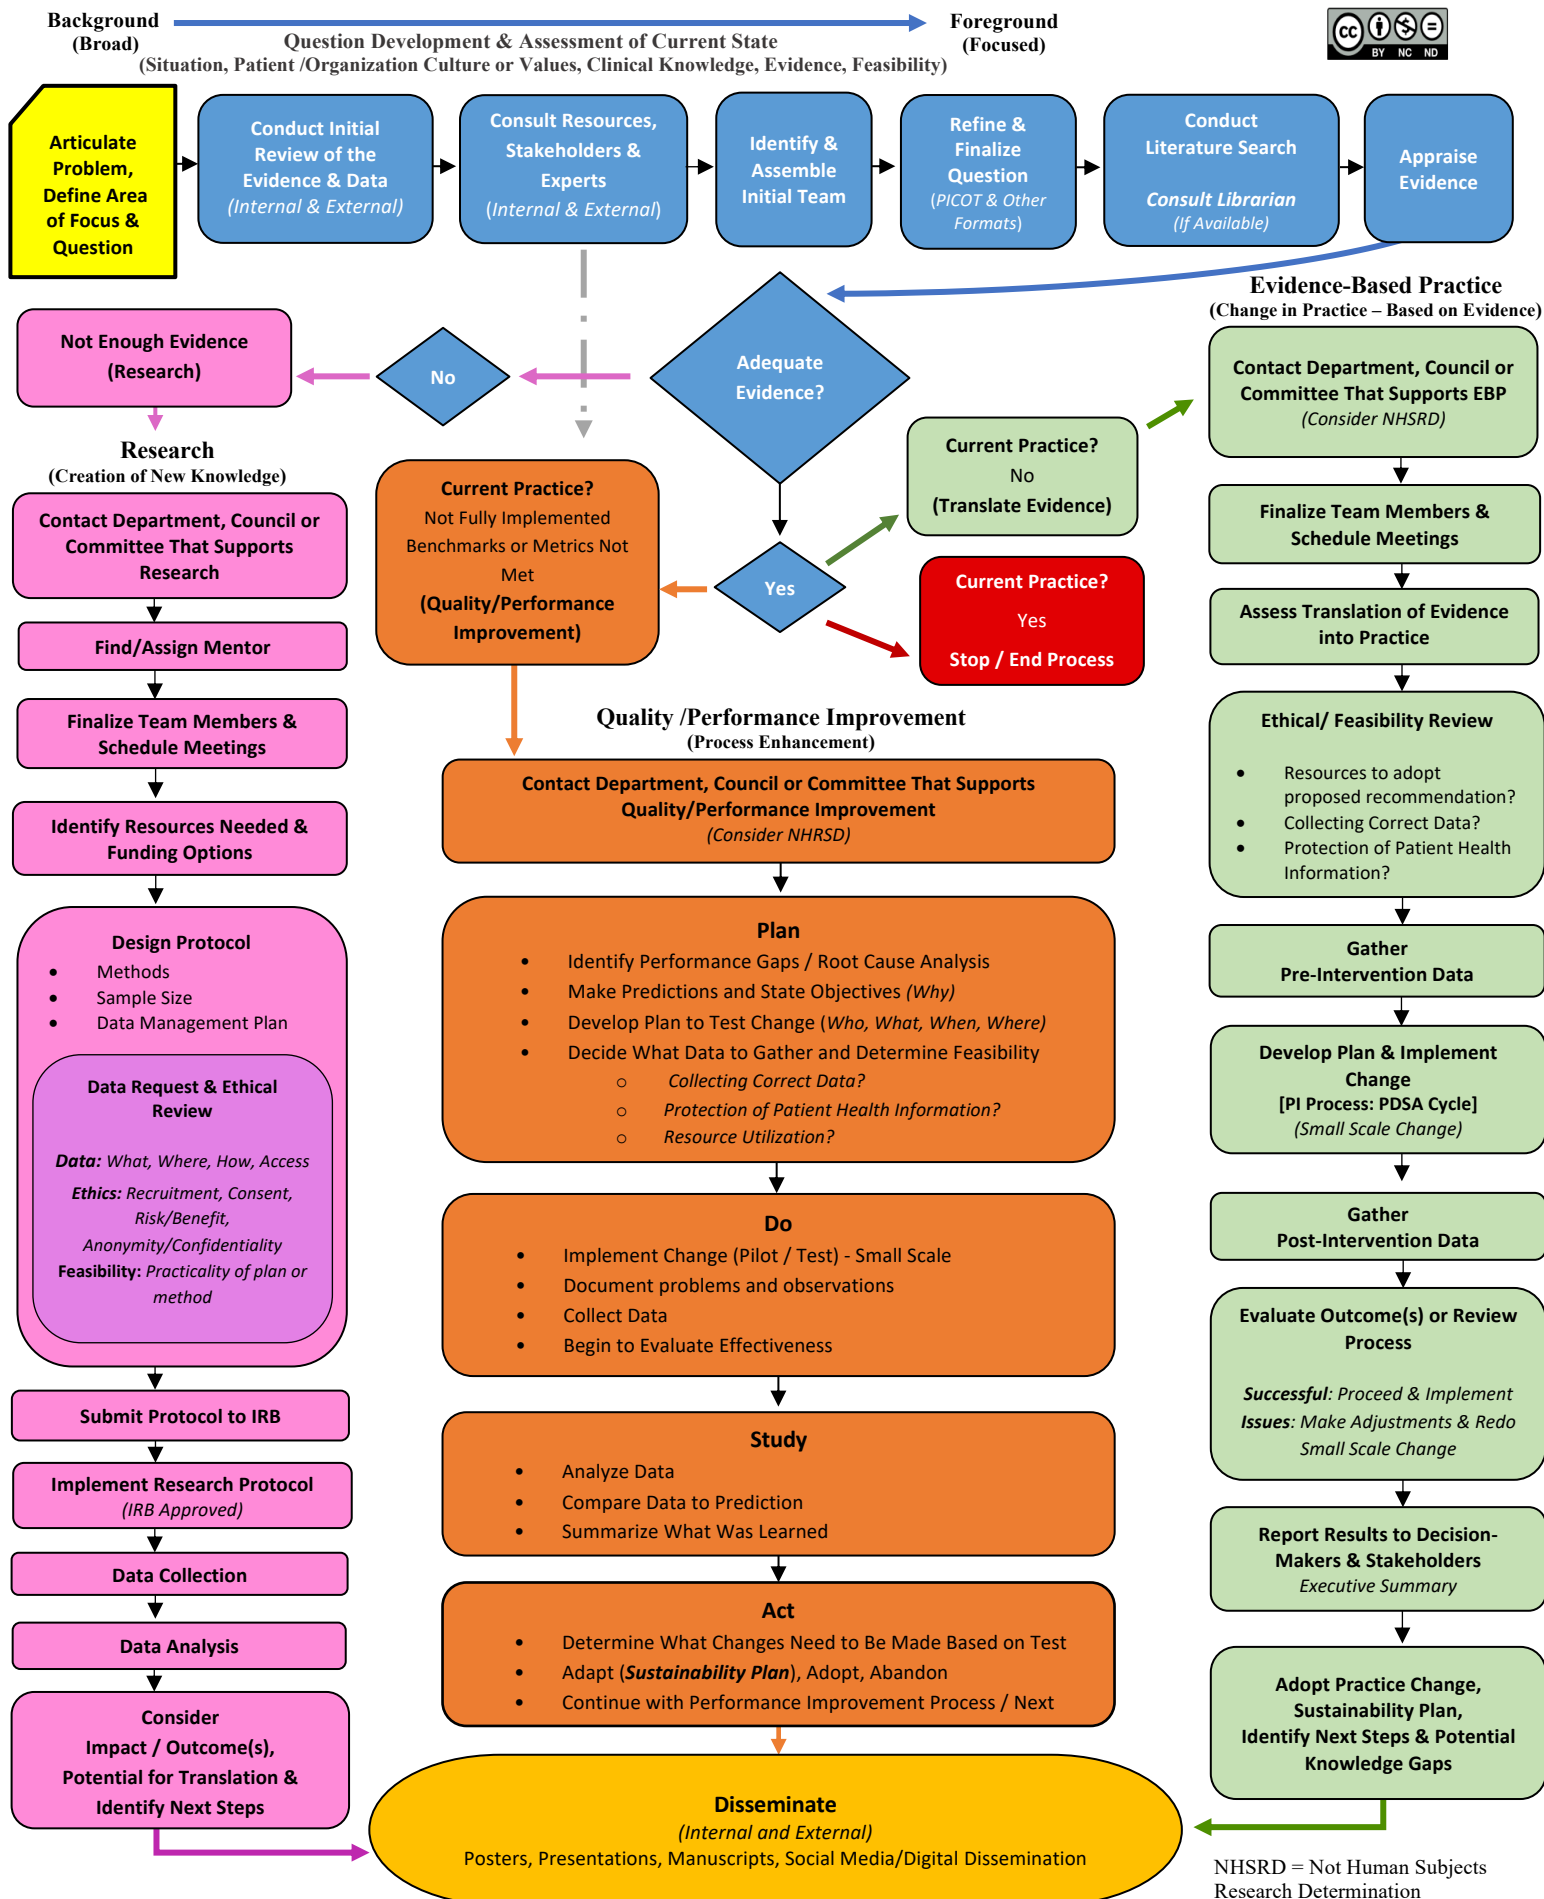 Background
(Broad)
Question Development & Assessment of Current State
(Situation, Patient /Organization Culture or Values, Clinical Knowledge, Evidence, Feasibility)
Foreground
(Focused)
cc
BY NC ND
Articulate
Problem,
Define Area
of Focus &
Question
Conduct Initial
Review of the
Evidence & Data
(Internal & External)
Consult Resources,
Stakeholders &
Experts
(Internal & External)
Identify &
Assemble
Initial Team
Refine &
Finalize
Question
(PICOT & Other
Formats)
Conduct
Literature Search
Consult Librarian
(If Available)
Appraise
Evidence
Adequate
Evidence?
No
Not Enough Evidence
(Research)
Yes
Current Practice?
No
(Translate Evidence)
Current Practice?
Yes
Stop / End Process
Current Practice?
Not Fully Implemented
Benchmarks or Metrics Not
Met
(Quality/Performance
Improvement)
Research
(Creation of New Knowledge)
Contact Department, Council or
Committee That Supports
Research
Find/Assign Mentor
Finalize Team Members &
Schedule Meetings
Identify Resources Needed &
Funding Options
Design Protocol
• Methods
• Sample Size
• Data Management Plan
Data Request & Ethical
Review
Data: What, Where, How, Access
Ethics: Recruitment, Consent,
Risk/Benefit,
Anonymity/Confidentiality
Feasibility: Practicality of plan or
method
Submit Protocol to IRB
Implement Research Protocol
(IRB Approved)
Data Collection
Data Analysis
Consider
Impact / Outcome(s),
Potential for Translation &
Identify Next Steps
Quality /Performance Improvement
(Process Enhancement)
Contact Department, Council or Committee That Supports
Quality/Performance Improvement
(Consider NHRSD)
Plan
• Identify Performance Gaps / Root Cause Analysis
• Make Predictions and State Objectives (Why)
• Develop Plan to Test Change (Who, What, When, Where)
• Decide What Data to Gather and Determine Feasibility
o Collecting Correct Data?
o Protection of Patient Health Information?
o Resource Utilization?
Do
• Implement Change (Pilot / Test) - Small Scale
• Document problems and observations
• Collect Data
• Begin to Evaluate Effectiveness
Study
• Analyze Data
• Compare Data to Prediction
• Summarize What Was Learned
Act
• Determine What Changes Need to Be Made Based on Test
• Adapt (Sustainability Plan), Adopt, Abandon
• Continue with Performance Improvement Process / Next
Evidence-Based Practice
(Change in Practice – Based on Evidence)
Contact Department, Council or
Committee That Supports EBP
(Consider NHSRD)
Finalize Team Members &
Schedule Meetings
Assess Translation of Evidence
into Practice
Ethical/ Feasibility Review
• Resources to adopt
proposed recommendation?
• Collecting Correct Data?
• Protection of Patient Health
Information?
Gather
Pre-Intervention Data
Develop Plan & Implement
Change
[PI Process: PDSA Cycle]
(Small Scale Change)
Gather
Post-Intervention Data
Evaluate Outcome(s) or Review
Process
Successful: Proceed & Implement
Issues: Make Adjustments & Redo
Small Scale Change
Report Results to Decision-
Makers & Stakeholders
Executive Summary
Adopt Practice Change,
Sustainability Plan,
Identify Next Steps & Potential
Knowledge Gaps
Disseminate
(Internal and External)
Posters, Presentations, Manuscripts, Social Media/Digital Dissemination
NHSRD = Not Human Subjects
Research Determination